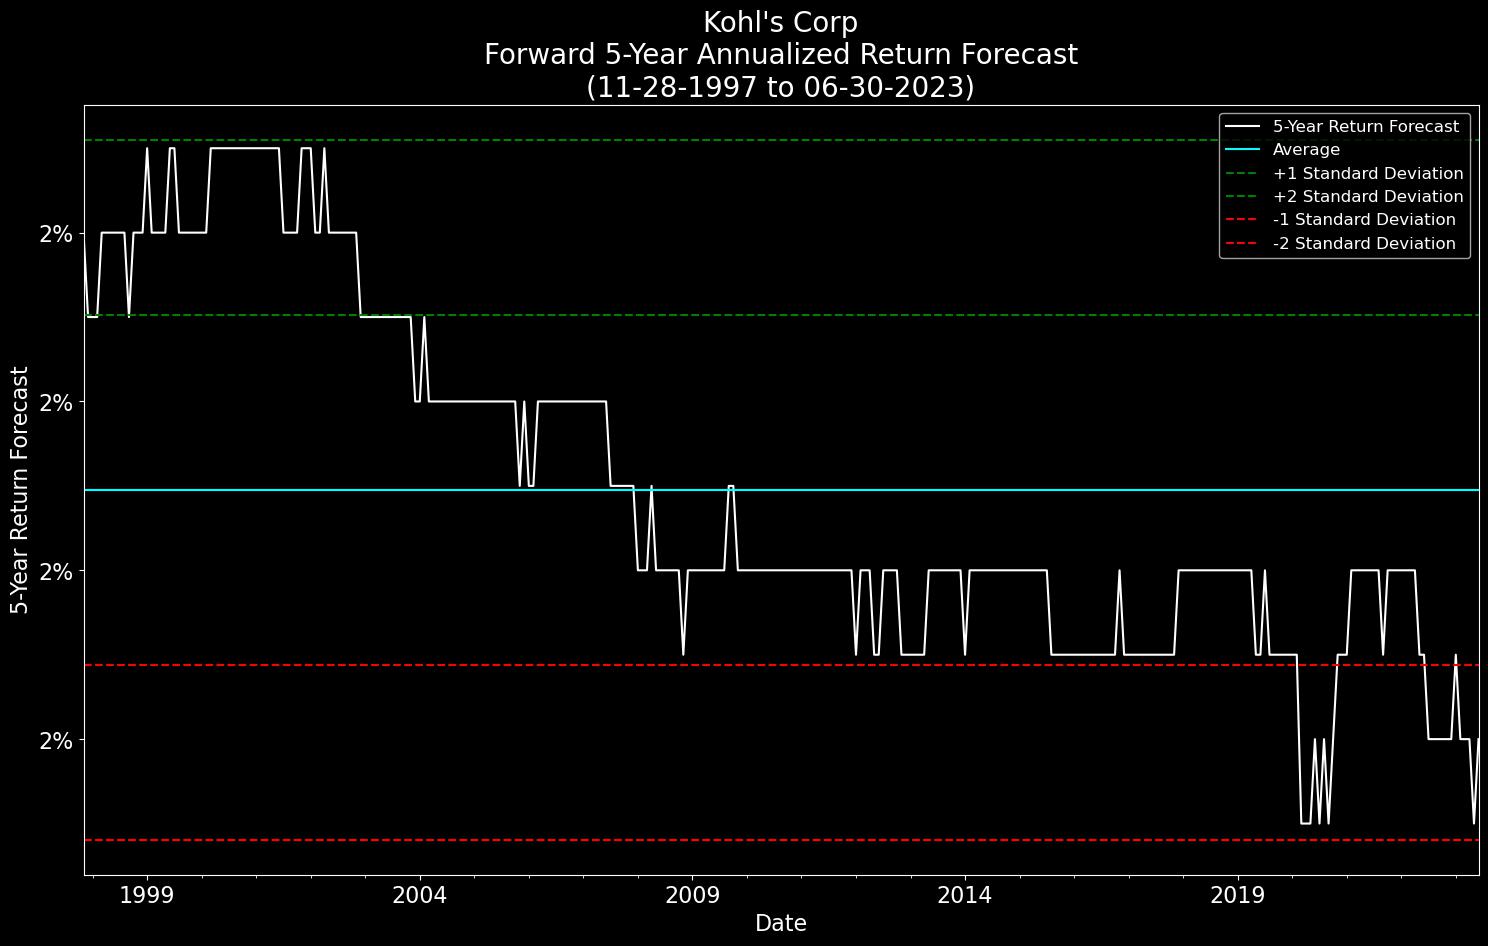 Kohl's Corp
Forward 5-Year Annualized Return Forecast
(11-28-1997 to 06-30-2023)
5-Year Return Forecast
Average
+1 Standard Deviation
+2 Standard Deviation
-1 Standard Deviation
-2 Standard Deviation
2%
2%
2%
2%
5-Year Return Forecast
1999
2004
2009
2014
2019
Date